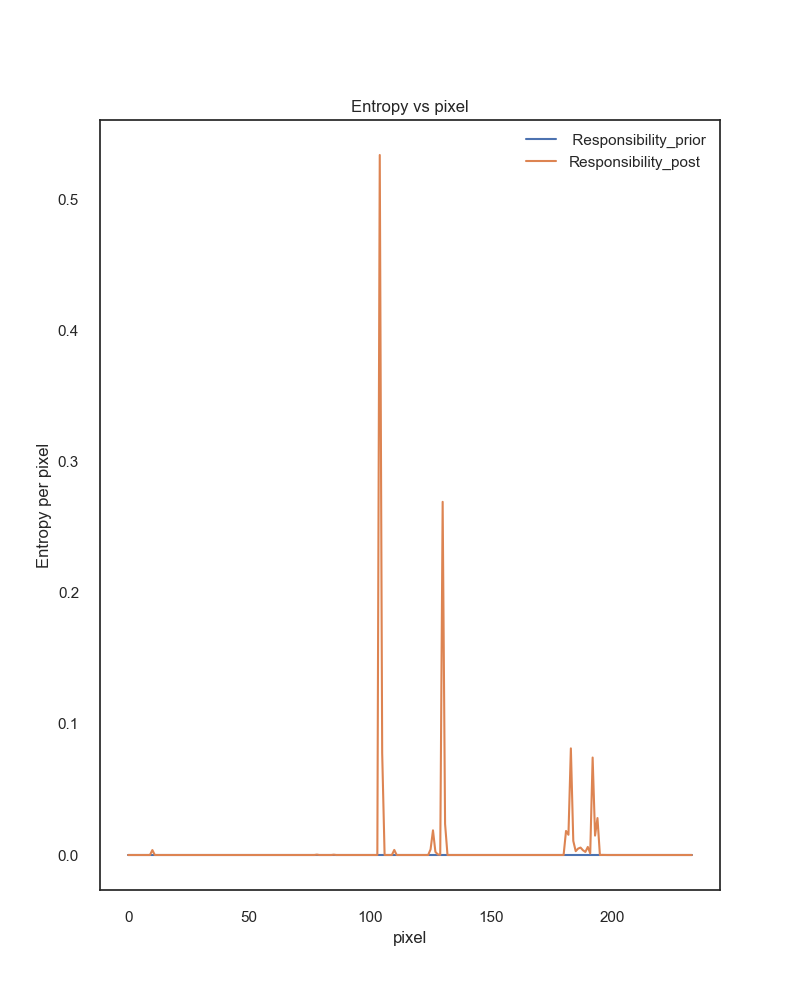 Entropy vs pixel
Responsibility_prior
Responsibility_post
Entropy per pixel
0.5
0.4
0.3
0.2
0.1
0.0
0 50 100 150 200
pixel